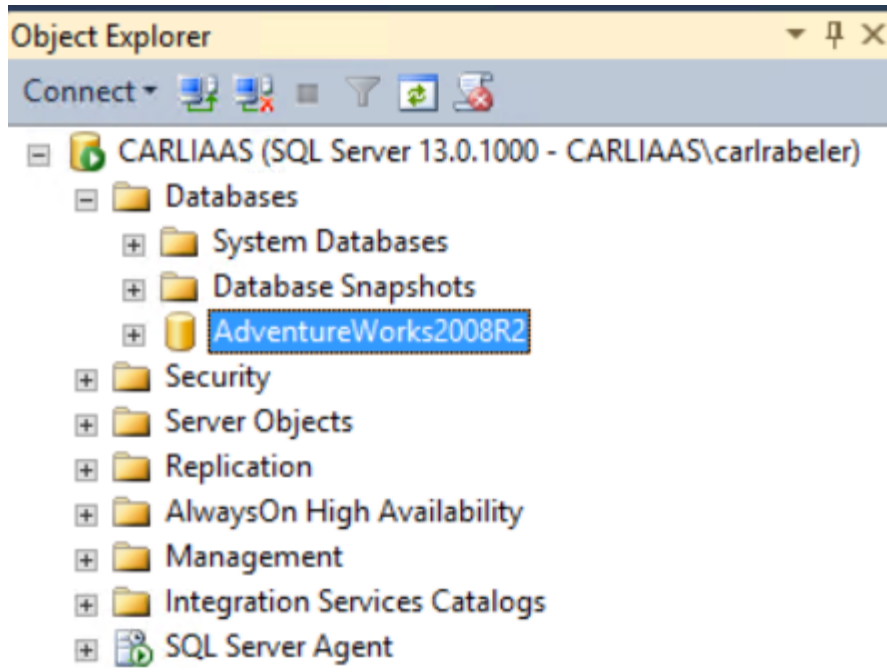 Object Explorer
Connect
CARLIAAS (SQL Server 13.0.1000 - CARLIAAS\carlrabeler)
Databases
System Databases
Database Snapshots
AdventureWorks2008R2
Security
Server Objects
Replication
AlwaysOn High Availability
Management
Integration Services Catalogs
SQL Server Agent